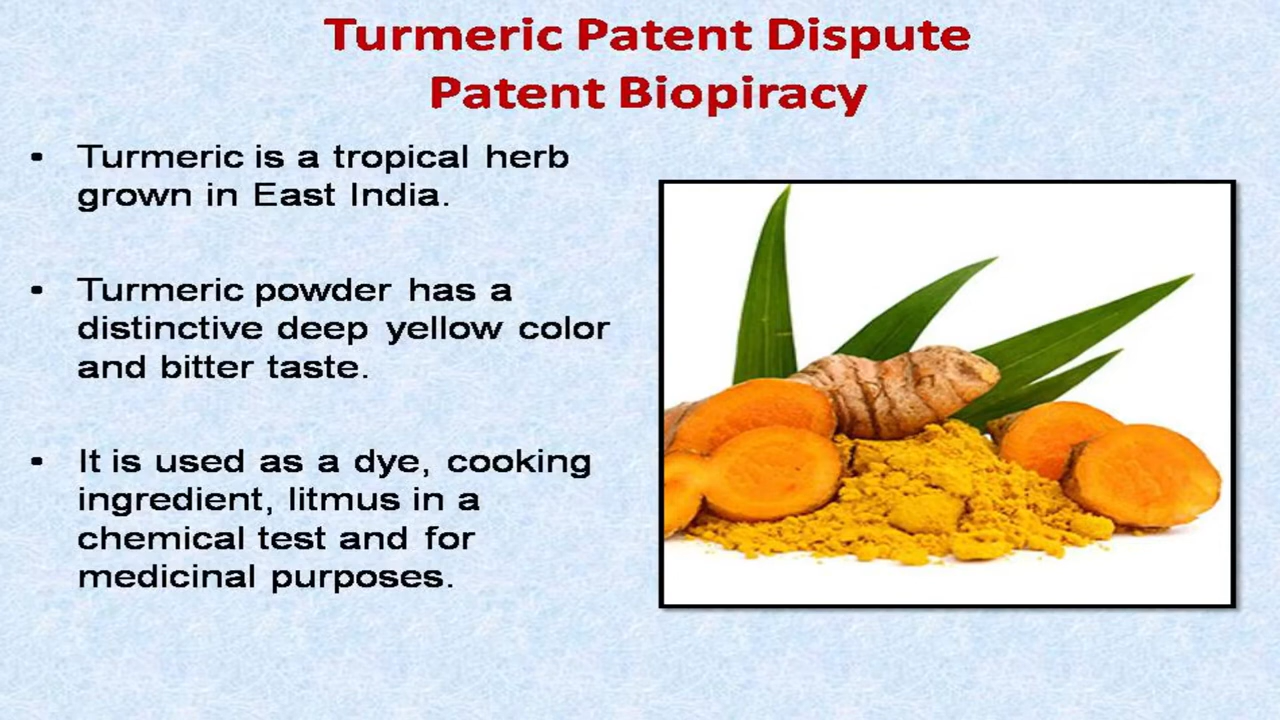 Turmeric Patent Dispute
Patent Biopiracy
• Turmeric is a tropical herb
grown in East India.
• Turmeric powder has a
distinctive deep yellow color
and bitter taste.
• It is used as a dye, cooking
ingredient, litmus in a
chemical test and for
medicinal purposes.